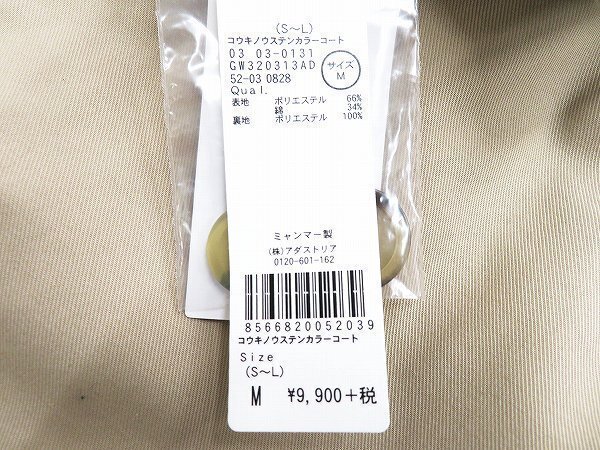 (S～L)
コウキノウステンカラーコート
03 03-0131
GW320313AD
52-03 0828
サイズ
M
Qual.
表地 ポリエステル 66%
綿 34%
裏地 ポリエステル 100%
ミャンマー製
(株)アダストリア
0120-601-162
8566820052039
コウキノウステンカラーコート
Size
(S～L)
M ¥9,900+税